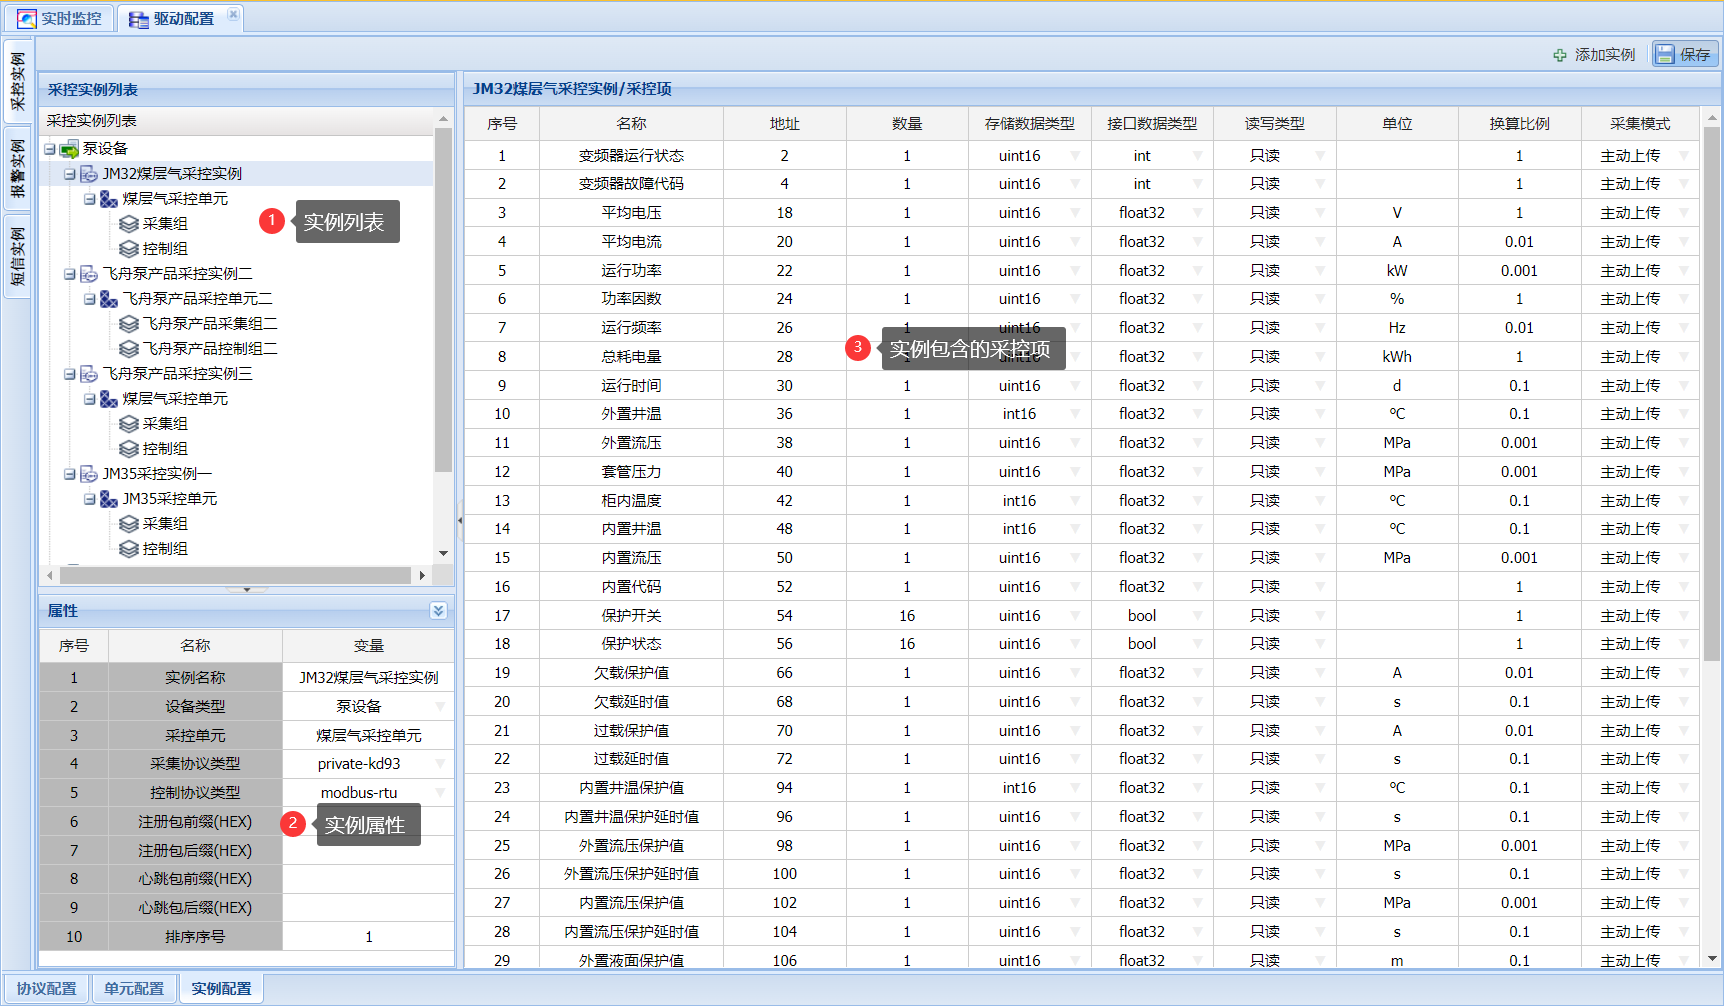 实时监控 驱动配置
添加实例 保存
采控实例
报警实例
短信实例
采控实例列表
采控实例列表
泵设备
JM32煤层气采控实例
煤层气采控单元
采集组
控制组
飞舟泵产品采控实例二
飞舟泵产品采控单元二
飞舟泵产品采集组二
飞舟泵产品控制组二
飞舟泵产品采控实例三
煤层气采控单元
采集组
控制组
JM35采控实例一
JM35采控单元
采集组
控制组
1 实例列表
属性
序号 名称 变量
1 实例名称 JM32煤层气采控实例
2 设备类型 泵设备
3 采控单元 煤层气采控单元
4 采集协议类型 private-kd93
5 控制协议类型 modbus-rtu
6 注册包前缀(HEX)
7 注册包后缀(HEX)
8 心跳包前缀(HEX)
9 心跳包后缀(HEX)
10 排序序号 1
2 实例属性
JM32煤层气采控实例/采控项
序号 名称 地址 数量 存储数据类型 接口数据类型 读写类型 单位 换算比例 采集模式
1 变频器运行状态 2 1 uint16 int 只读 1 主动上传
2 变频器故障代码 4 1 uint16 int 只读 1 主动上传
3 平均电压 18 1 uint16 float32 只读 V 1 主动上传
4 平均电流 20 1 uint16 float32 只读 A 0.01 主动上传
5 运行功率 22 1 uint16 float32 只读 kW 0.001 主动上传
6 功率因数 24 1 uint16 float32 只读 % 1 主动上传
7 运行频率 26 1 uint16 float32 只读 Hz 0.01 主动上传
8 总耗电量 28 1 uint16 float32 只读 kWh 1 主动上传
9 运行时间 30 1 uint16 float32 只读 d 0.1 主动上传
10 外置井温 36 1 int16 float32 只读 ℃ 0.1 主动上传
11 外置流压 38 1 uint16 float32 只读 MPa 0.001 主动上传
12 套管压力 40 1 uint16 float32 只读 MPa 0.001 主动上传
13 柜内温度 42 1 int16 float32 只读 ℃ 0.1 主动上传
14 内置井温 48 1 int16 float32 只读 ℃ 0.1 主动上传
15 内置流压 50 1 uint16 float32 只读 MPa 0.001 主动上传
16 内置代码 52 1 uint16 float32 只读 1 主动上传
17 保护开关 54 16 uint16 bool 只读 1 主动上传
18 保护状态 56 16 uint16 bool 只读 1 主动上传
19 欠载保护值 66 1 uint16 float32 只读 A 0.01 主动上传
20 欠载延时值 68 1 uint16 float32 只读 s 0.1 主动上传
21 过载保护值 70 1 uint16 float32 只读 A 0.01 主动上传
22 过载延时值 72 1 uint16 float32 只读 s 0.1 主动上传
23 内置井温保护值 94 1 int16 float32 只读 ℃ 0.1 主动上传
24 内置井温保护延时值 96 1 uint16 float32 只读 s 0.1 主动上传
25 外置流压保护值 98 1 uint16 float32 只读 MPa 0.001 主动上传
26 外置流压保护延时值 100 1 uint16 float32 只读 s 0.1 主动上传
27 内置流压保护值 102 1 uint16 float32 只读 MPa 0.001 主动上传
28 内置流压保护延时值 104 1 uint16 float32 只读 s 0.1 主动上传
29 外置液面保护值 106 1 uint16 float32 只读 m 0.1 主动上传
3 实例包含的采控项
协议配置 单元配置 实例配置